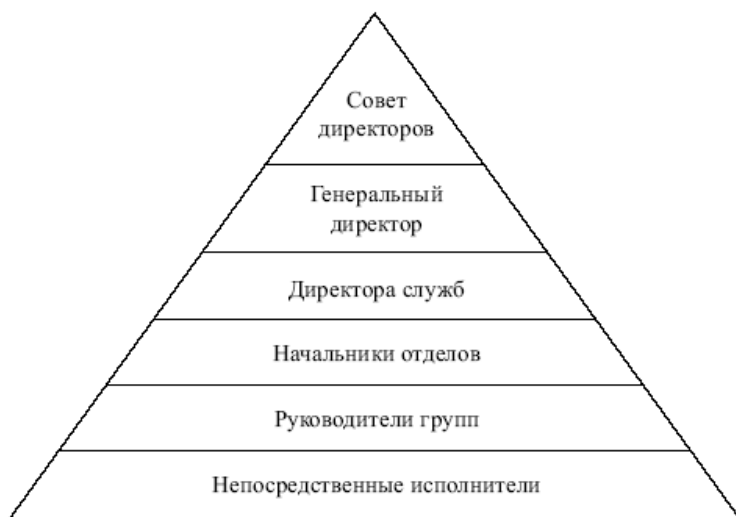 Совет
директоров
Генеральный
директор
Директора служб
Начальники отделов
Руководители групп
Непосредственные исполнители